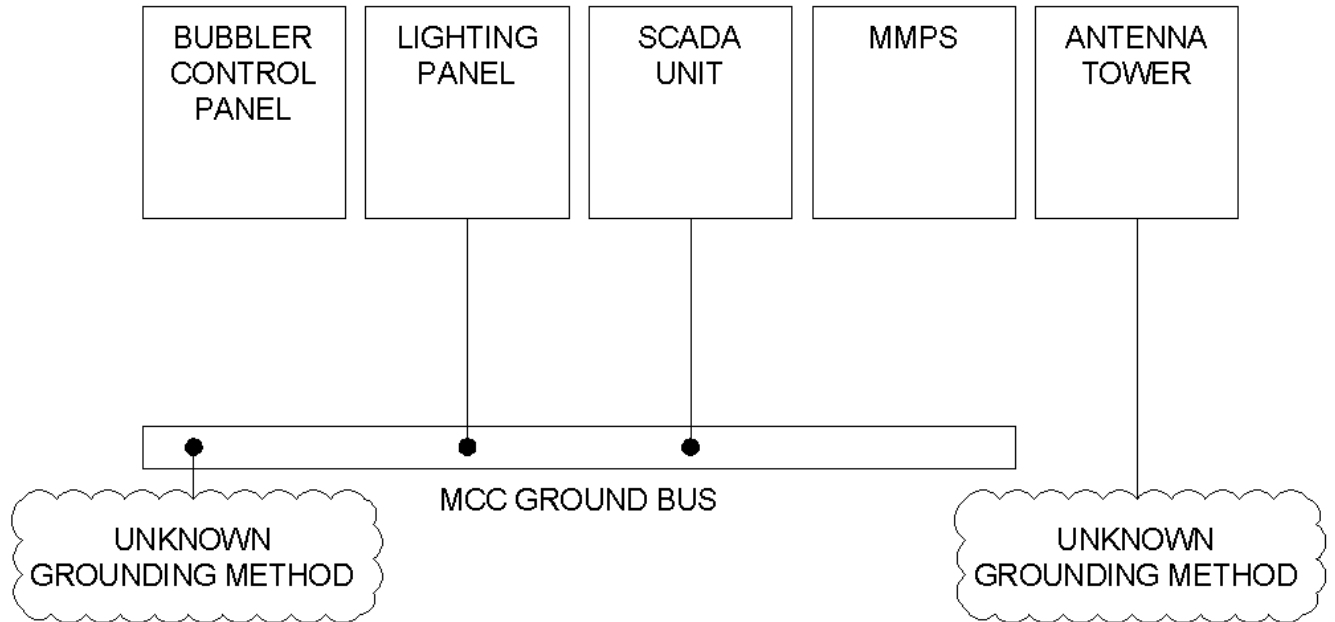 BUBBLER
CONTROL
PANEL
LIGHTING
PANEL
SCADA
UNIT
MMPS
ANTENNA
TOWER
MCC GROUND BUS
UNKNOWN
GROUNDING METHOD
UNKNOWN
GROUNDING METHOD